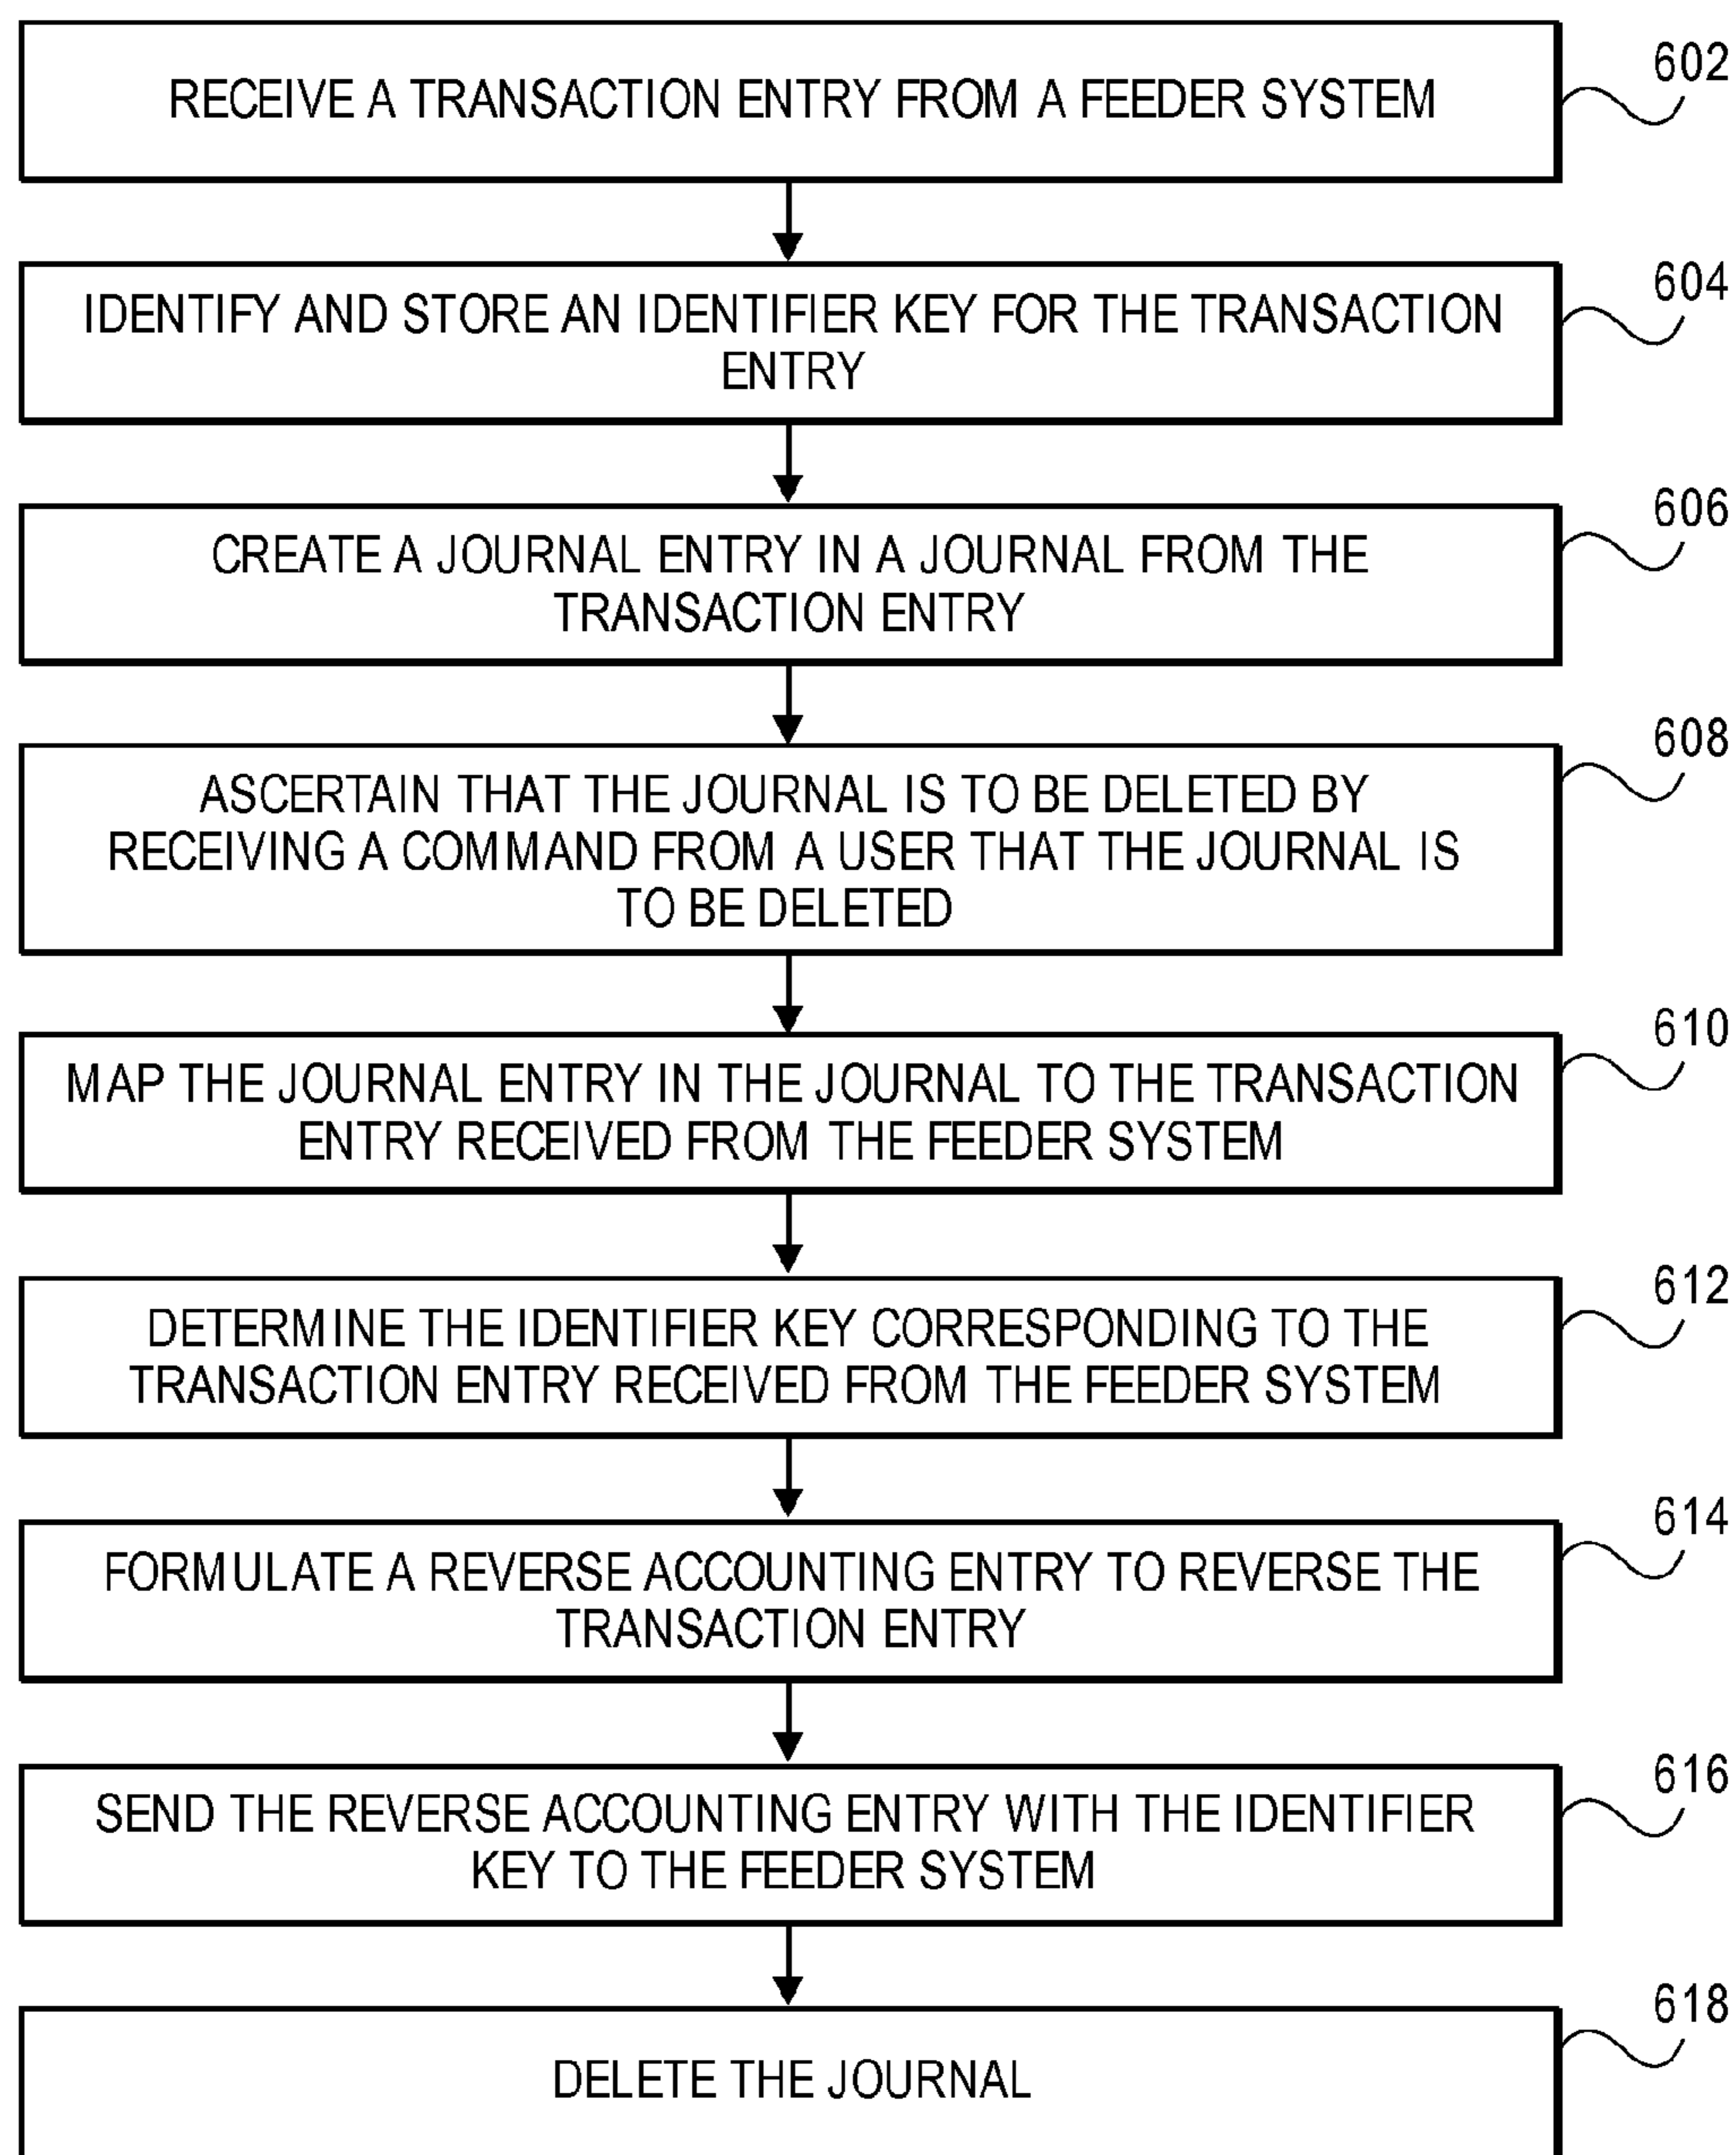 RECEIVE A TRANSACTION ENTRY FROM A FEEDER SYSTEM
602
IDENTIFY AND STORE AN IDENTIFIER KEY FOR THE TRANSACTION
ENTRY
604
CREATE A JOURNAL ENTRY IN A JOURNAL FROM THE
TRANSACTION ENTRY
606
ASCERTAIN THAT THE JOURNAL IS TO BE DELETED BY
RECEIVING A COMMAND FROM A USER THAT THE JOURNAL IS
TO BE DELETED
608
MAP THE JOURNAL ENTRY IN THE JOURNAL TO THE TRANSACTION
ENTRY RECEIVED FROM THE FEEDER SYSTEM
610
DETERMINE THE IDENTIFIER KEY CORRESPONDING TO THE
TRANSACTION ENTRY RECEIVED FROM THE FEEDER SYSTEM
612
FORMULATE A REVERSE ACCOUNTING ENTRY TO REVERSE THE
TRANSACTION ENTRY
614
SEND THE REVERSE ACCOUNTING ENTRY WITH THE IDENTIFIER
KEY TO THE FEEDER SYSTEM
616
DELETE THE JOURNAL
618